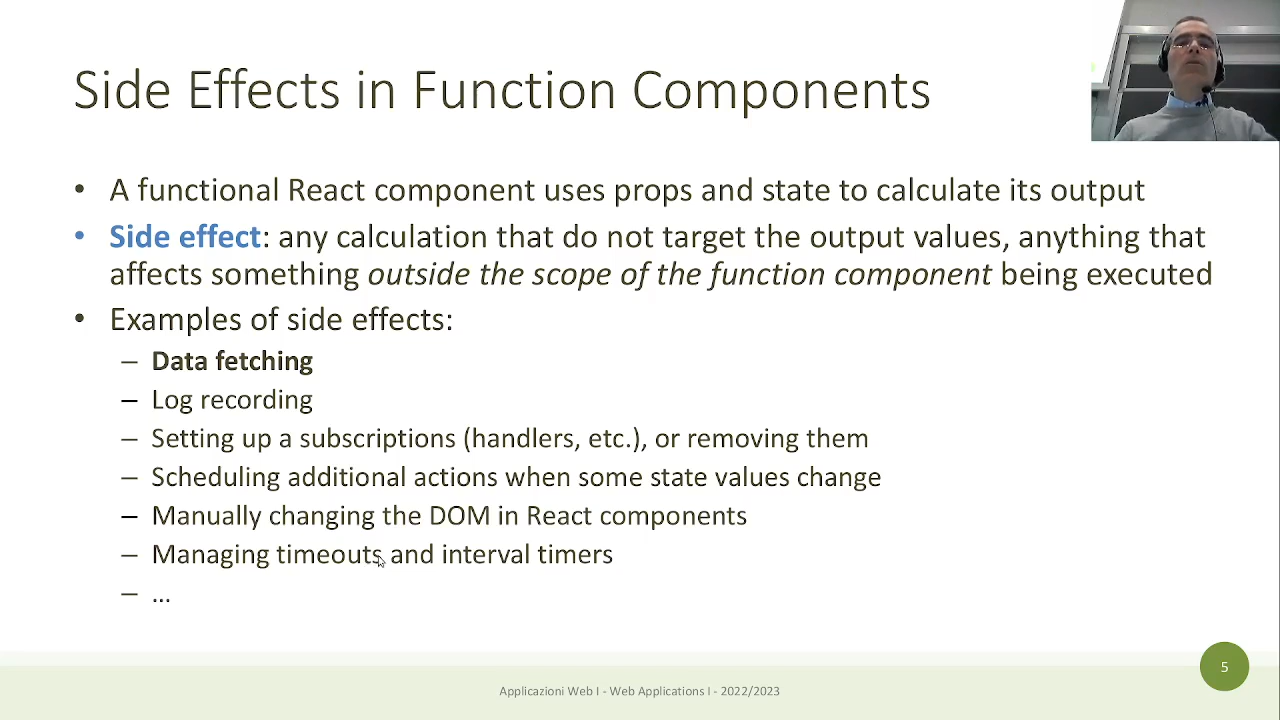 Side Effects in Function Components
• A functional React component uses props and state to calculate its output
• Side effect: any calculation that do not target the output values, anything that
affects something outside the scope of the function component being executed
• Examples of side effects:
– Data fetching
– Log recording
– Setting up a subscriptions (handlers, etc.), or removing them
– Scheduling additional actions when some state values change
– Manually changing the DOM in React components
– Managing timeouts and interval timers
– …
5
Applicazioni Web I - Web Applications I - 2022/2023